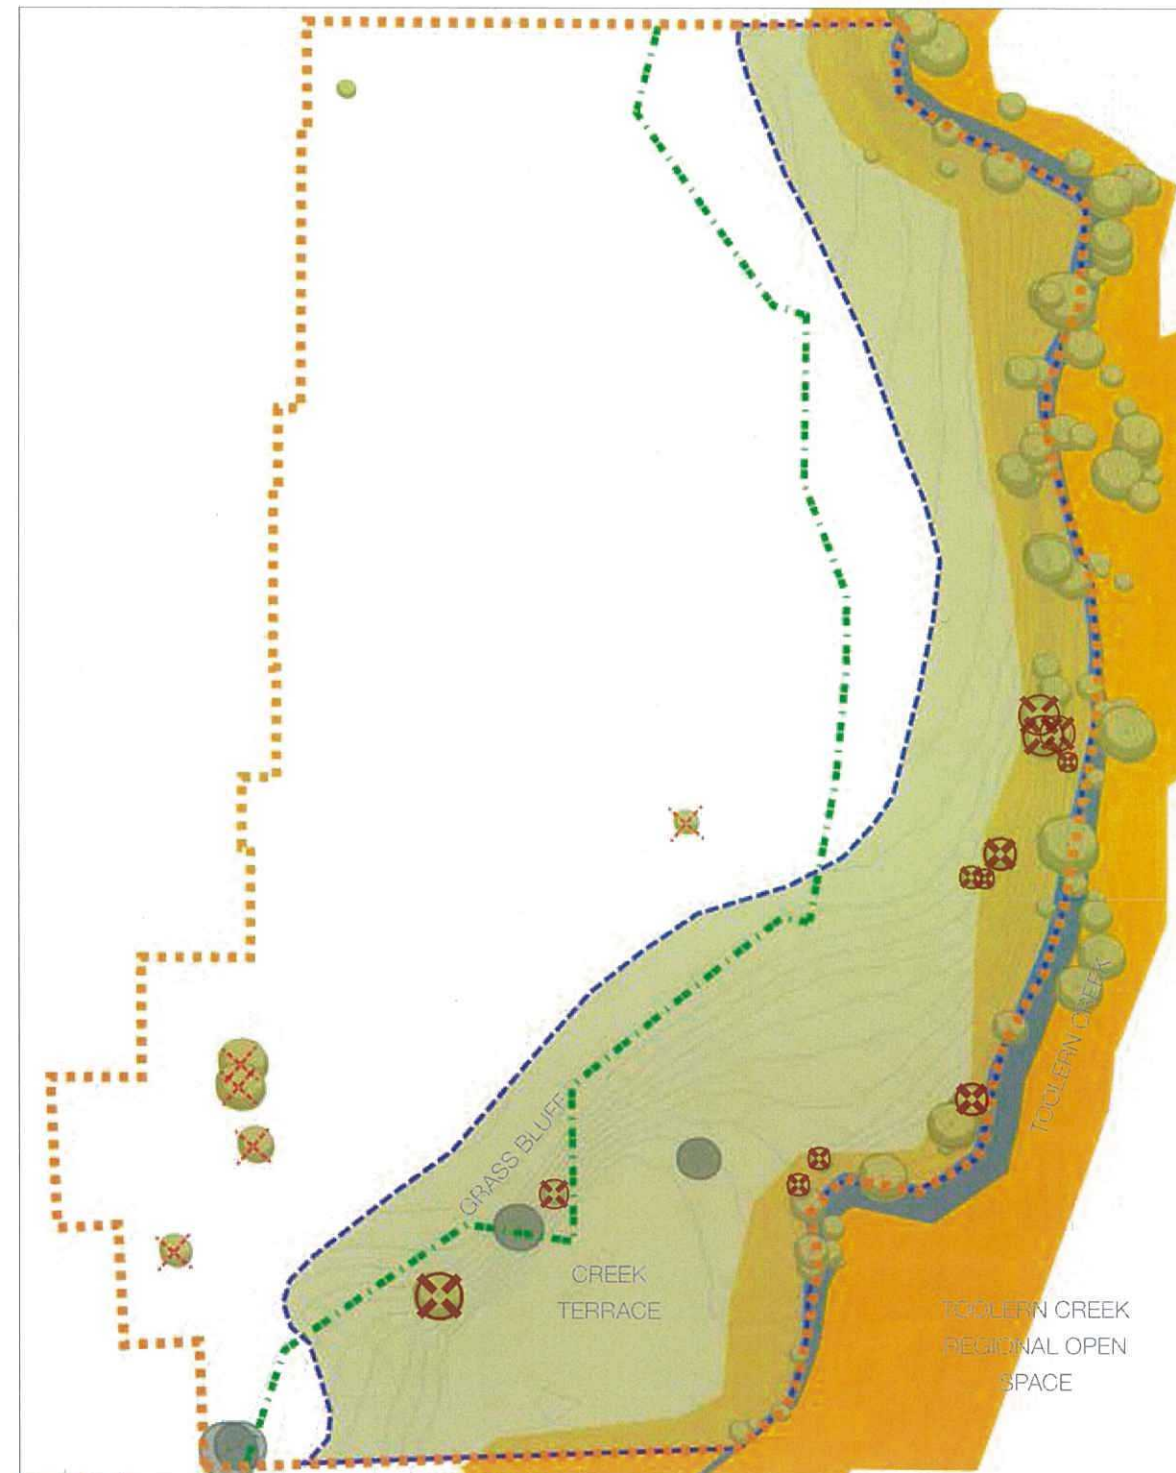 TOOLERN CREEK
GRASS BLUFF
CREEK
TERRACE
TOOLERN CREEK
REGIONAL OPEN
SPACE